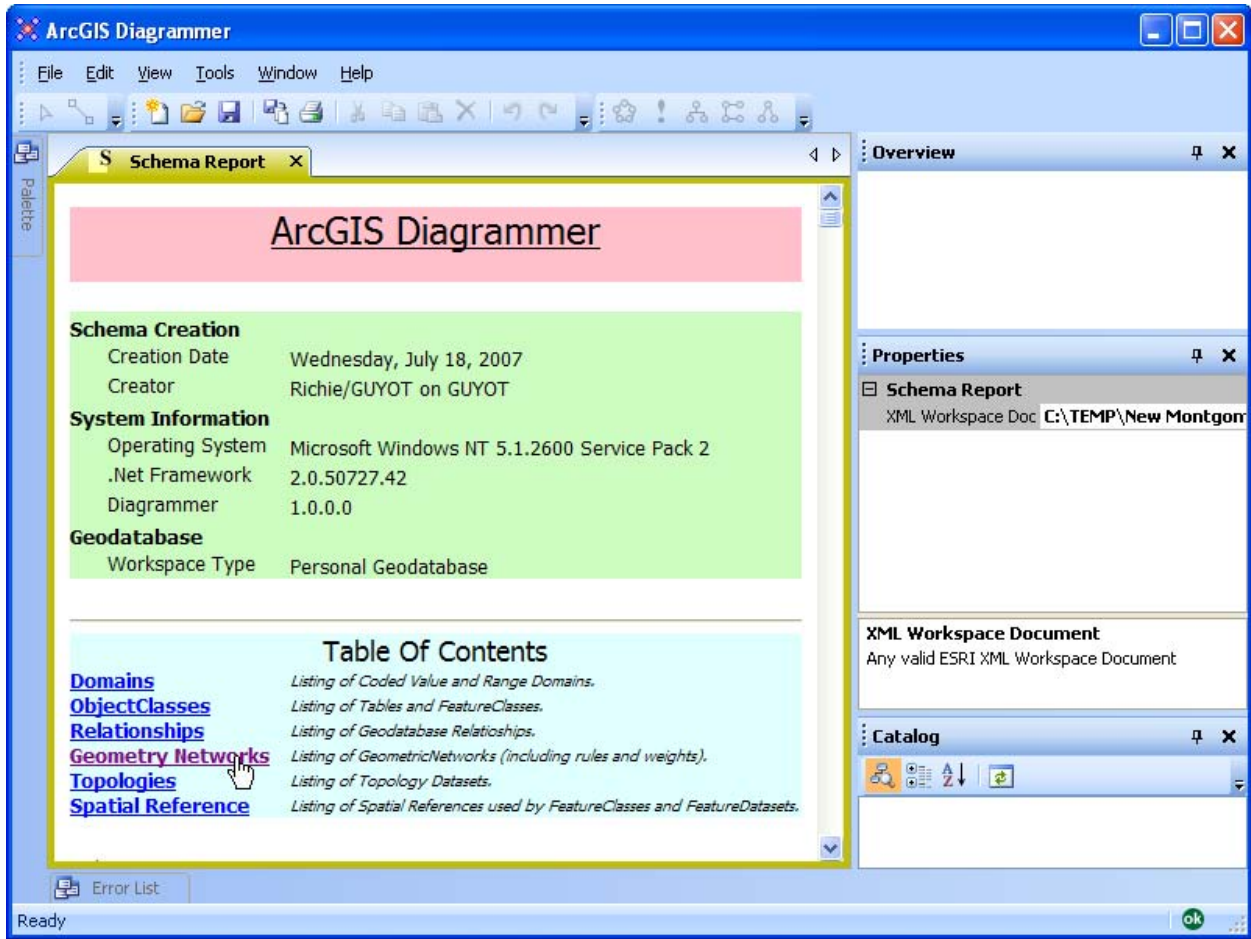 ArcGIS Diagrammer
File Edit View Tools Window Help
Palette
S Schema Report
ArcGIS Diagrammer
Schema Creation
Creation Date Wednesday, July 18, 2007
Creator Richie/GUYOT on GUYOT
System Information
Operating System Microsoft Windows NT 5.1.2600 Service Pack 2
.Net Framework 2.0.50727.42
Diagrammer 1.0.0.0
Geodatabase
Workspace Type Personal Geodatabase
Table Of Contents
Domains Listing of Coded Value and Range Domains.
ObjectClasses Listing of Tables and FeatureClasses.
Relationships Listing of Geodatabase Relatioships.
Geometry Networks Listing of GeometricNetworks (including rules and weights).
Topologies Listing of Topology Datasets.
Spatial Reference Listing of Spatial References used by FeatureClasses and FeatureDatasets.
Overview
Properties
Schema Report
XML Workspace Doc C:\TEMP\New Montgom
XML Workspace Document
Any valid ESRI XML Workspace Document
Catalog
Error List
Ready
ok